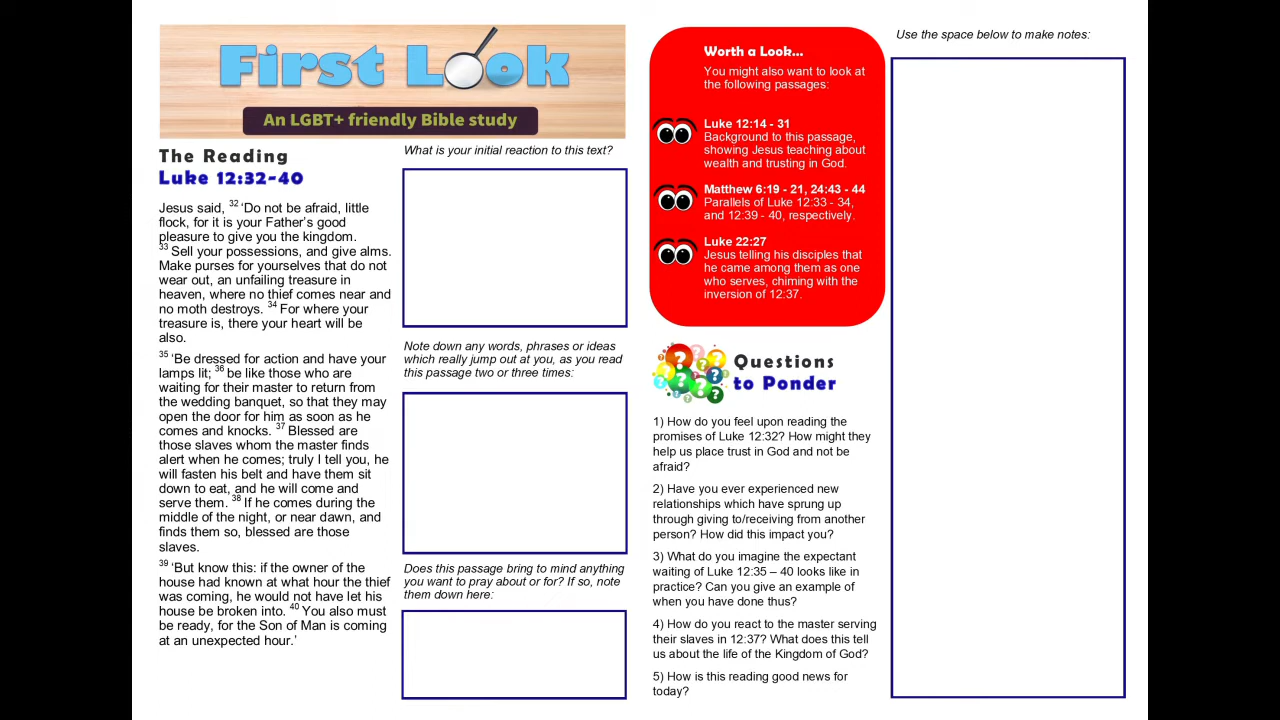 First Look
An LGBT+ friendly Bible study
The Reading
Luke 12:32-40
Jesus said, 32 ‘Do not be afraid, little
flock, for it is your Father’s good
pleasure to give you the kingdom.
33 Sell your possessions, and give alms.
Make purses for yourselves that do not
wear out, an unfailing treasure in
heaven, where no thief comes near and
no moth destroys. 34 For where your
treasure is, there your heart will be
also.
35 ‘Be dressed for action and have your
lamps lit; 36 be like those who are
waiting for their master to return from
the wedding banquet, so that they may
open the door for him as soon as he
comes and knocks. 37 Blessed are
those slaves whom the master finds
alert when he comes; truly I tell you, he
will fasten his belt and have them sit
down to eat, and he will come and
serve them. 38 If he comes during the
middle of the night, or near dawn, and
finds them so, blessed are those
slaves.
39 ‘But know this: if the owner of the
house had known at what hour the thief
was coming, he would not have let his
house be broken into. 40 You also must
be ready, for the Son of Man is coming
at an unexpected hour.’
What is your initial reaction to this text?
Note down any words, phrases or ideas
which really jump out at you, as you read
this passage two or three times:
Does this passage bring to mind anything
you want to pray about or for? If so, note
them down here:
Worth a Look...
You might also want to look at
the following passages:
Luke 12:14 - 31
Background to this passage,
showing Jesus teaching about
wealth and trusting in God.
Matthew 6:19 - 21, 24:43 - 44
Parallels of Luke 12:33 - 34,
and 12:39 - 40, respectively.
Luke 22:27
Jesus telling his disciples that
he came among them as one
who serves, chiming with the
inversion of 12:37.
Questions
to Ponder
1) How do you feel upon reading the
promises of Luke 12:32? How might they
help us place trust in God and not be
afraid?
2) Have you ever experienced new
relationships which have sprung up
through giving to/receiving from another
person? How did this impact you?
3) What do you imagine the expectant
waiting of Luke 12:35 – 40 looks like in
practice? Can you give an example of
when you have done thus?
4) How do you react to the master serving
their slaves in 12:37? What does this tell
us about the life of the Kingdom of God?
5) How is this reading good news for
today?
Use the space below to make notes: